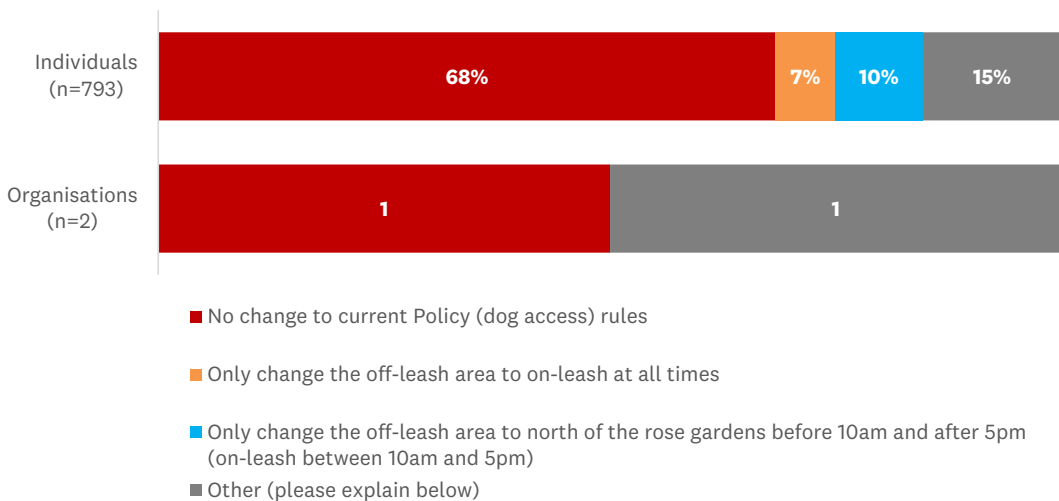 Individuals
(n=793)
68%
7%
10%
15%
Organisations
(n=2)
1
1
No change to current Policy (dog access) rules
Only change the off-leash area to on-leash at all times
Only change the off-leash area to north of the rose gardens before 10am and after 5pm
(on-leash between 10am and 5pm)
Other (please explain below)